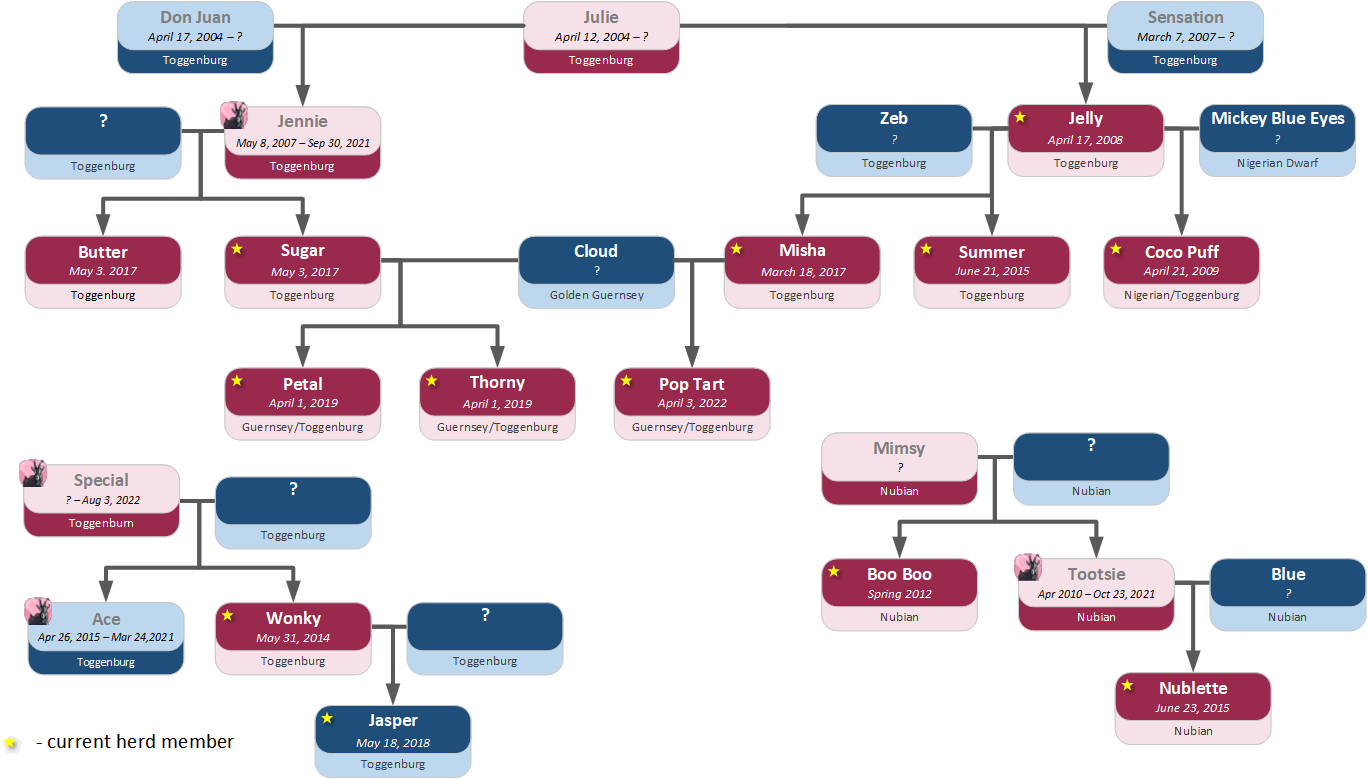 Don Juan
April 17, 2004 – ?
Toggenburg
Julie
April 12, 2004 – ?
Toggenburg
Sensation
March 7, 2007 – ?
Toggenburg
?
Toggenburg
Jennie
May 8, 2007 – Sep 30, 2021
Toggenburg
Zeb
?
Toggenburg
Jelly
April 17, 2008
Toggenburg
Mickey Blue Eyes
?
Nigerian Dwarf
Butter
May 3. 2017
Toggenburg
Sugar
May 3, 2017
Toggenburg
Cloud
?
Golden Guernsey
Misha
March 18, 2017
Toggenburg
Summer
June 21, 2015
Toggenburg
Coco Puff
April 21, 2009
Nigerian/Toggenburg
Petal
April 1, 2019
Guernsey/Toggenburg
Thorny
April 1, 2019
Guernsey/Toggenburg
Pop Tart
April 3, 2022
Guernsey/Toggenburg
Special
? – Aug 3, 2022
Toggenburn
?
Toggenburg
Mimsy
?
Nubian
?
Nubian
Ace
Apr 26, 2015 – Mar 24,2021
Toggenburg
Wonky
May 31, 2014
Toggenburg
?
Toggenburg
Boo Boo
Spring 2012
Nubian
Tootsie
Apr 2010 – Oct 23, 2021
Nubian
Blue
?
Nubian
Jasper
May 18, 2018
Toggenburg
Nublette
June 23, 2015
Nubian
- current herd member